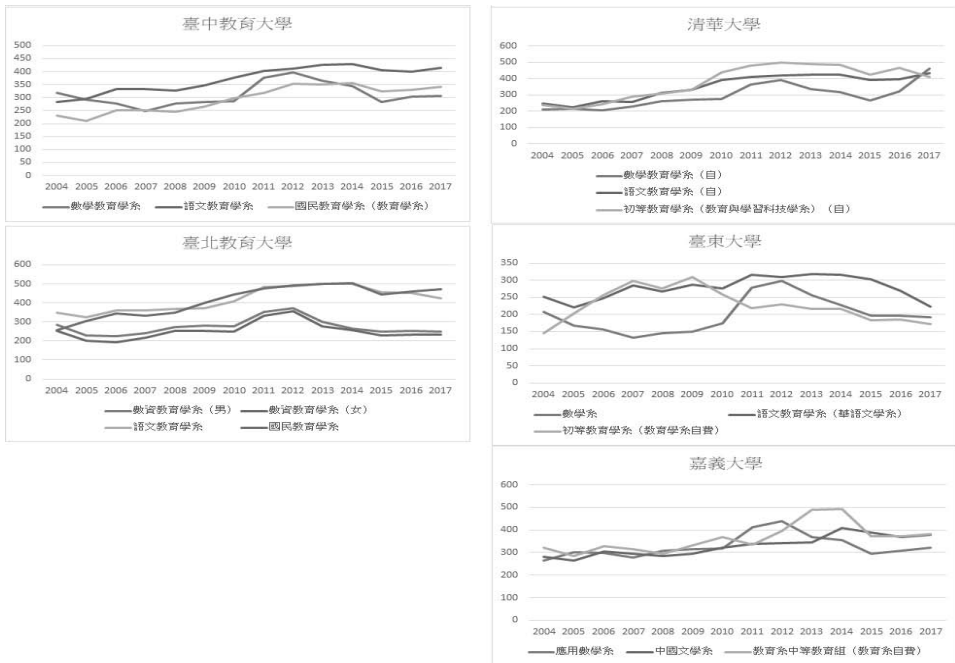 臺中教育大學
500
450
400
350
300
250
200
150
100
50
0
2004 2005 2006 2007 2008 2009 2010 2011 2012 2013 2014 2015 2016 2017
數學教育學系 語文教育學系 國民教育學系（教育學系）
清華大學
600
500
400
300
200
100
0
2004 2005 2006 2007 2008 2009 2010 2011 2012 2013 2014 2015 2016 2017
數學教育學系（自）
語文教育學系（自）
初等教育學系（教育與學習科技學系）（自）
臺北教育大學
600
500
400
300
200
100
0
2004 2005 2006 2007 2008 2009 2010 2011 2012 2013 2014 2015 2016 2017
數資教育學系（男） 數資教育學系（女）
語文教育學系 國民教育學系
臺東大學
350
300
250
200
150
100
50
0
2004 2005 2006 2007 2008 2009 2010 2011 2012 2013 2014 2015 2016 2017
數學系 語文教育學系（華語文學系）
初等教育學系（教育學系自費）
嘉義大學
600
500
400
300
200
100
0
2004 2005 2006 2007 2008 2009 2010 2011 2012 2013 2014 2015 2016 2017
應用數學系 中國文學系 教育系中等教育組（教育系自費）